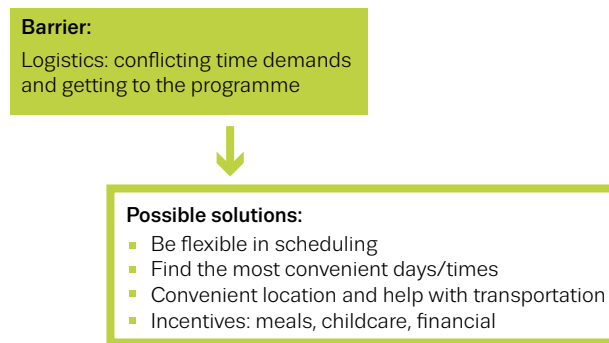 Barrier:
Logistics: conflicting time demands
and getting to the programme
Possible solutions:
Be flexible in scheduling
Find the most convenient days/times
Convenient location and help with transportation
Incentives: meals, childcare, financial